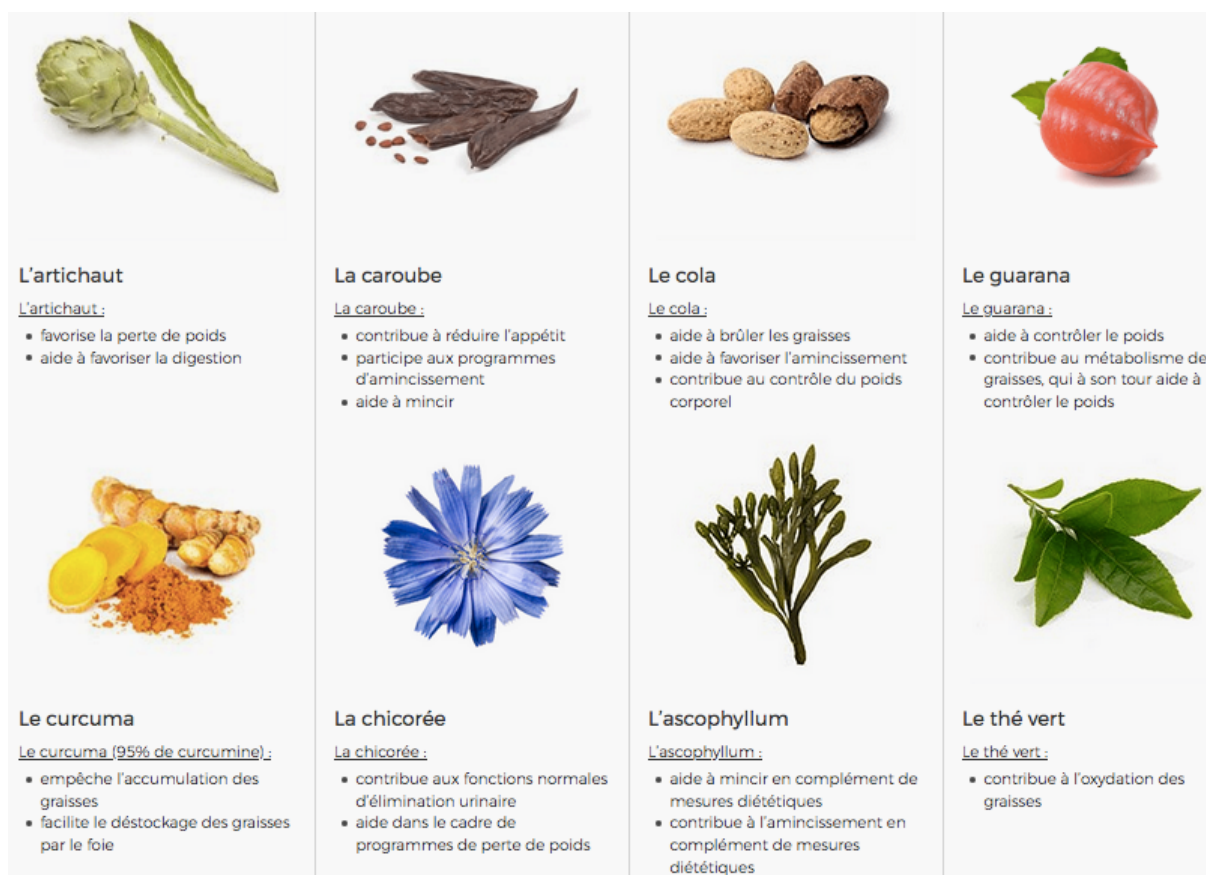 L'artichaut
L'artichaut :
• favorise la perte de poids
• aide à favoriser la digestion
La caroube
La caroube :
• contribue à réduire l'appétit
• participe aux programmes
d'amincissement
• aide à mincir
Le cola
Le cola :
• aide à brûler les graisses
• aide à favoriser l'amincissement
• contribue au contrôle du poids
corporel
Le guarana
Le guarana :
• aide à contrôler le poids
• contribue au métabolisme de
graisses, qui à son tour aide à
contrôler le poids
Le curcuma
Le curcuma (95% de curcumine) :
• empêche l'accumulation des
graisses
• facilite le déstockage des graisses
par le foie
La chicorée
La chicorée :
• contribue aux fonctions normales
d'élimination urinaire
• aide dans le cadre de
programmes de perte de poids
L'ascophyllum
L'ascophyllum :
• aide à mincir en complément de
mesures diététiques
• contribue à l'amincissement en
complément de mesures
diététiques
Le thé vert
Le thé vert :
• contribue à l'oxydation des
graisses